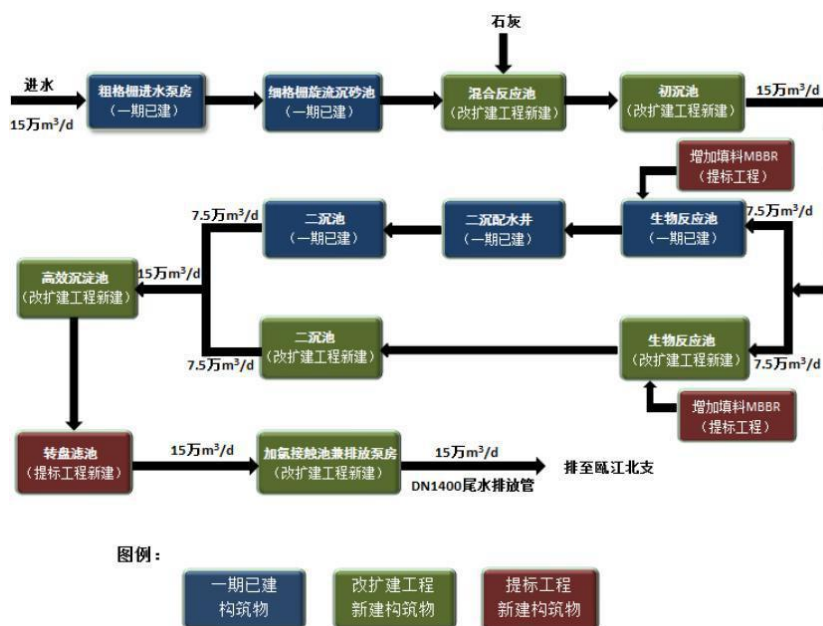 石灰
进水
15万m³/d
粗格栅进水泵房
（一期已建）
细格栅旋流沉砂池
（一期已建）
混合反应池
（改扩建工程新建）
初沉池
（改扩建工程新建）
15万m³/d
增加填料MBBR
（提标工程）
7.5万m³/d
二沉池
（一期已建）
二沉配水井
（一期已建）
生物反应池
（一期已建）
7.5万m³/d
高效沉淀池
（改扩建工程新建）
15万m³/d
二沉池
（改扩建工程新建）
7.5万m³/d
生物反应池
（改扩建工程新建）
7.5万m³/d
增加填料MBBR
（提标工程）
转盘滤池
（提标工程新建）
15万m³/d
加氯接触池兼排放泵房
（改扩建工程新建）
15万m³/d
DN1400尾水排放管
排至瓯江北支
图例：
一期已建
构筑物
改扩建工程
新建构筑物
提标工程
新建构筑物